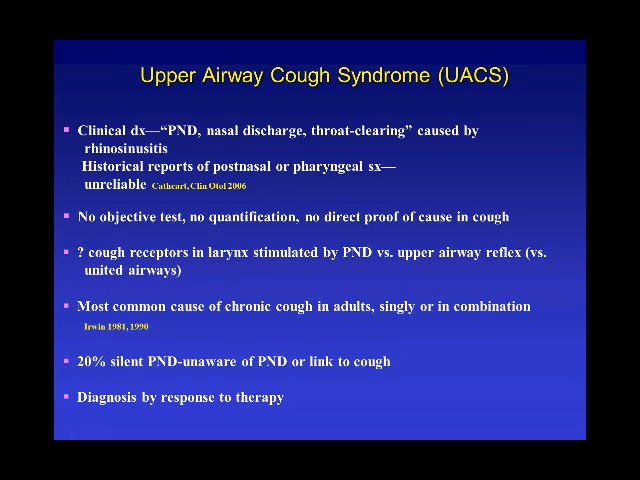 Upper Airway Cough Syndrome (UACS)
▪ Clinical dx—“PND, nasal discharge, throat-clearing” caused by
rhinosinusitis
Historical reports of postnasal or pharyngeal sx—
unreliable Cathcart, Clin Otol 2006
▪ No objective test, no quantification, no direct proof of cause in cough
▪ ? cough receptors in larynx stimulated by PND vs. upper airway reflex (vs.
united airways)
▪ Most common cause of chronic cough in adults, singly or in combination
Irwin 1981, 1990
▪ 20% silent PND-unaware of PND or link to cough
▪ Diagnosis by response to therapy